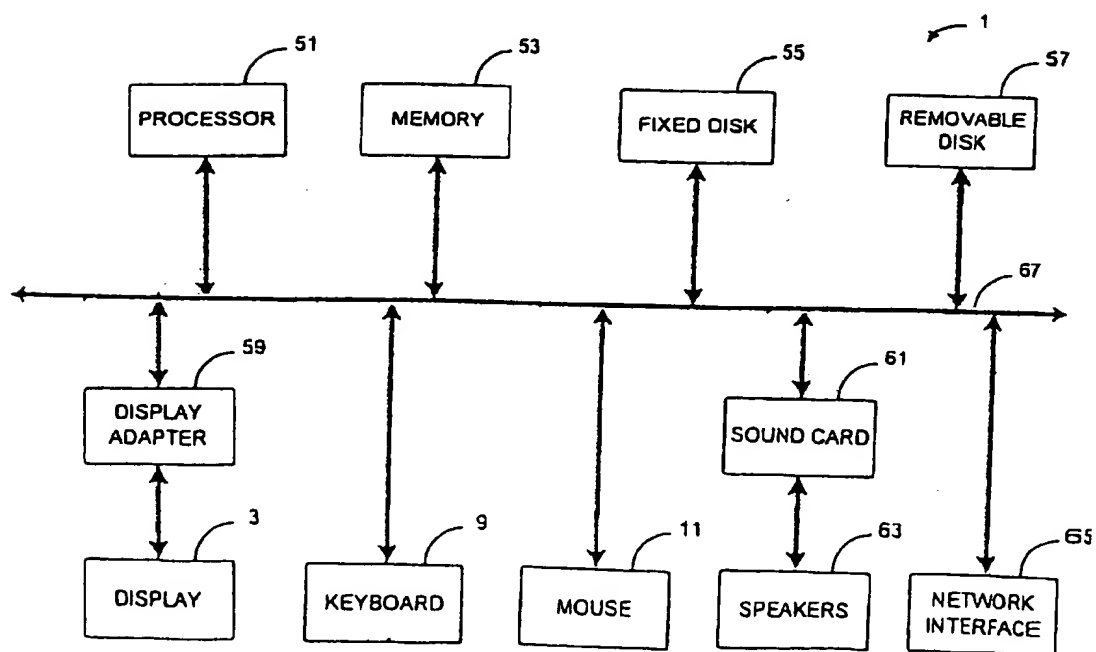 1
51
53
55
57
PROCESSOR
MEMORY
FIXED DISK
REMOVABLE
DISK
67
59
61
DISPLAY
ADAPTER
SOUND CARD
3
9
11
63
65
DISPLAY
KEYBOARD
MOUSE
SPEAKERS
NETWORK
INTERFACE